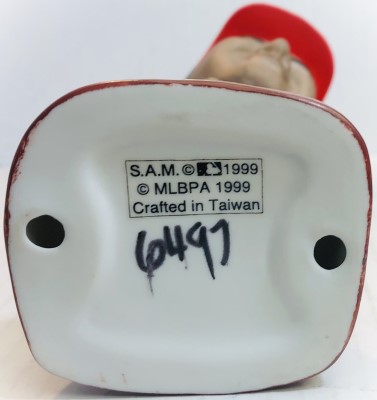 S.A.M. © 1999
© MLBPA 1999
Crafted in Taiwan
6497